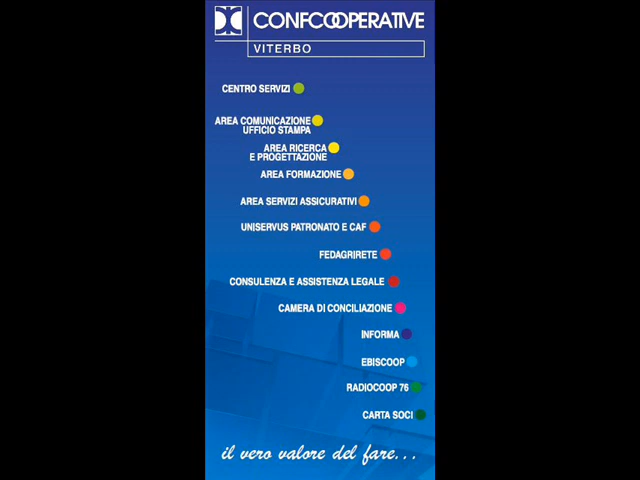 CONFCOOPERATIVE
VITERBO
CENTRO SERVIZI
AREA COMUNICAZIONE
UFFICIO STAMPA
AREA RICERCA
E PROGETTAZIONE
AREA FORMAZIONE
AREA SERVIZI ASSICURATIVI
UNISERVUS PATRONATO E CAF
FEDAGRIRETE
CONSULENZA E ASSISTENZA LEGALE
CAMERA DI CONCILIAZIONE
INFORMA
EBISCOOP
RADIOCOOP 76
CARTA SOCI
il vero valore del fare...